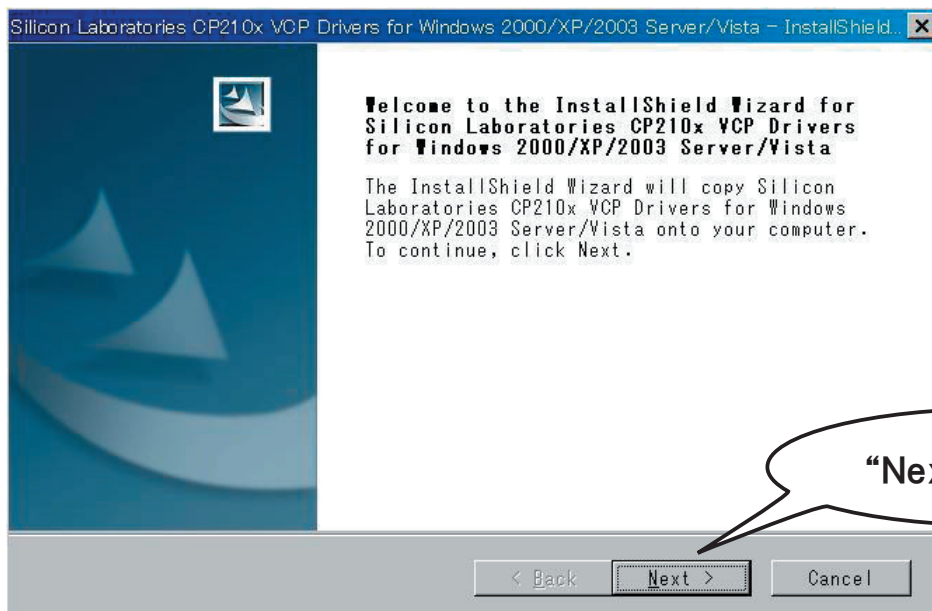 Silicon Laboratories CP210x VCP Drivers for Windows 2000/XP/2003 Server/Vista - InstallShield...
Welcome to the InstallShield Wizard for
Silicon Laboratories CP210x VCP Drivers
for Windows 2000/XP/2003 Server/Vista
The InstallShield Wizard will copy Silicon
Laboratories CP210x VCP Drivers for Windows
2000/XP/2003 Server/Vista onto your computer.
To continue, click Next.
< Back
Next >
Cancel